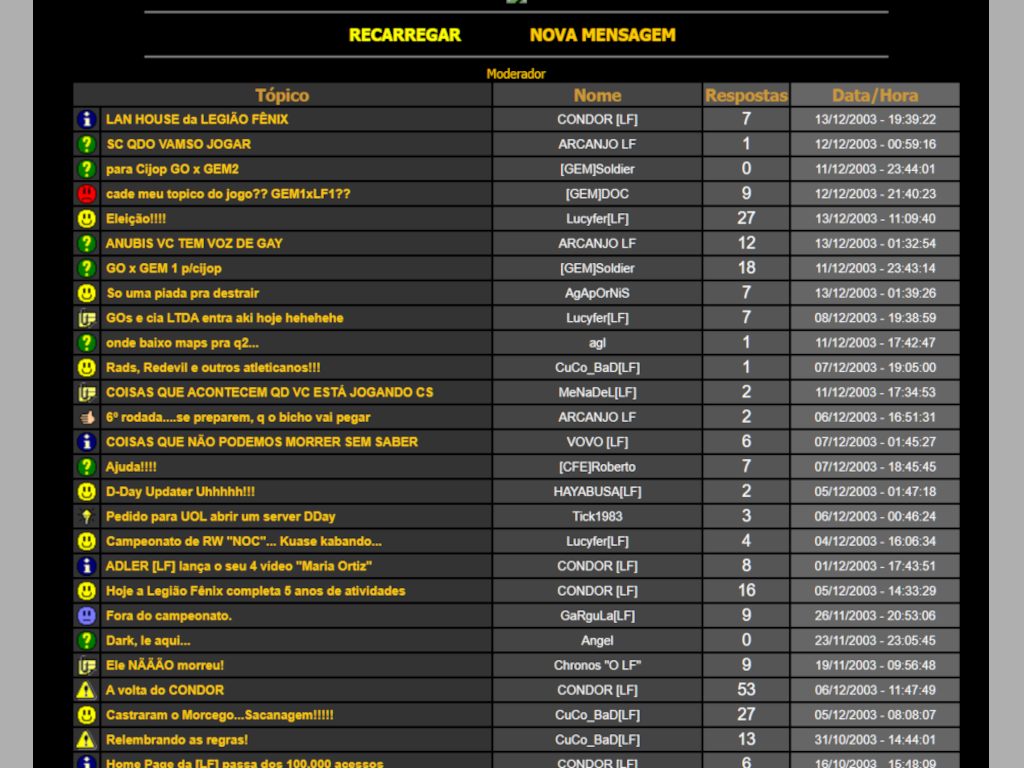 RECARREGAR NOVA MENSAGEM
Moderador
Tópico Nome Respostas Data/Hora
LAN HOUSE da LEGIÃO FÊNIX CONDOR [LF] 7 13/12/2003 - 19:39:22
SC QDO VAMSO JOGAR ARCANJO LF 1 12/12/2003 - 00:59:16
para Cijop GO x GEM2 [GEM]Soldier 0 11/12/2003 - 23:44:01
cade meu topico do jogo?? GEM1xLF1?? [GEM]DOC 9 12/12/2003 - 21:40:23
Eleição!!!! Lucyfer[LF] 27 13/12/2003 - 11:09:40
ANUBIS VC TEM VOZ DE GAY ARCANJO LF 12 13/12/2003 - 01:32:54
GO x GEM 1 p/cijop [GEM]Soldier 18 11/12/2003 - 23:43:14
So uma piada pra destrair AgApOrNiS 7 13/12/2003 - 01:39:26
GOs e cia LTDA entra aki hoje hehehehe Lucyfer[LF] 7 08/12/2003 - 19:38:59
onde baixo maps pra q2... agl 1 11/12/2003 - 17:42:47
Rads, Redevil e outros atleticanos!!! CuCo_BaD[LF] 1 07/12/2003 - 19:05:00
COISAS QUE ACONTECEM QD VC ESTÁ JOGANDO CS MeNaDeL[LF] 2 11/12/2003 - 17:34:53
6º rodada....se preparem, q o bicho vai pegar ARCANJO LF 2 06/12/2003 - 16:51:31
COISAS QUE NÃO PODEMOS MORRER SEM SABER VOVO [LF] 6 07/12/2003 - 01:45:27
Ajuda!!!! [CFE]Roberto 7 07/12/2003 - 18:45:45
D-Day Updater Uhhhhh!!! HAYABUSA[LF] 2 05/12/2003 - 01:47:18
Pedido para UOL abrir um server DDay Tick1983 3 06/12/2003 - 00:46:24
Campeonato de RW "NOC"... Kuase kabando... Lucyfer[LF] 4 04/12/2003 - 16:06:34
ADLER [LF] lança o seu 4 vídeo "Maria Ortiz" CONDOR [LF] 8 01/12/2003 - 17:43:51
Hoje a Legião Fênix completa 5 anos de atividades CONDOR [LF] 16 05/12/2003 - 14:33:29
Fora do campeonato. GaRguLa[LF] 9 26/11/2003 - 20:53:06
Dark, le aqui... Angel 0 23/11/2003 - 23:05:45
Ele NÃÃÃO morreu! Chronos "O LF" 9 19/11/2003 - 09:56:48
A volta do CONDOR CONDOR [LF] 53 06/12/2003 - 11:47:49
Castraram o Morcego...Sacanagem!!!!! CuCo_BaD[LF] 27 05/12/2003 - 08:08:07
Relembrando as regras! CuCo_BaD[LF] 13 31/10/2003 - 14:44:01
Home Page da [LF] passa dos 100.000 acessos CONDOR [LF] 6 16/10/2003 - 15:48:09